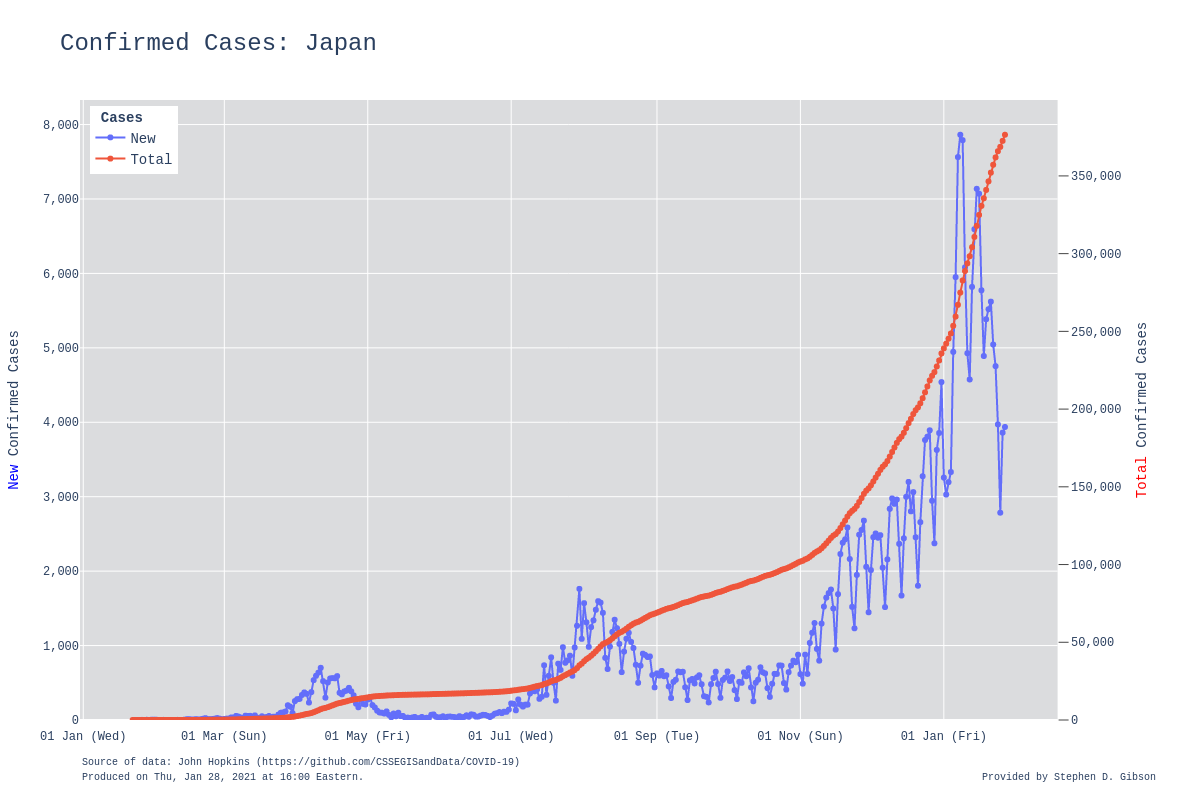 Confirmed Cases: Japan
Cases
New
Total
8,000
7,000
6,000
5,000
4,000
3,000
2,000
1,000
0
New Confirmed Cases
350,000
300,000
250,000
200,000
150,000
100,000
50,000
0
Total Confirmed Cases
01 Jan (Wed) 01 Mar (Sun) 01 May (Fri) 01 Jul (Wed) 01 Sep (Tue) 01 Nov (Sun) 01 Jan (Fri)
Source of data: John Hopkins (https://github.com/CSSEGISandData/COVID-19)
Produced on Thu, Jan 28, 2021 at 16:00 Eastern.
Provided by Stephen D. Gibson